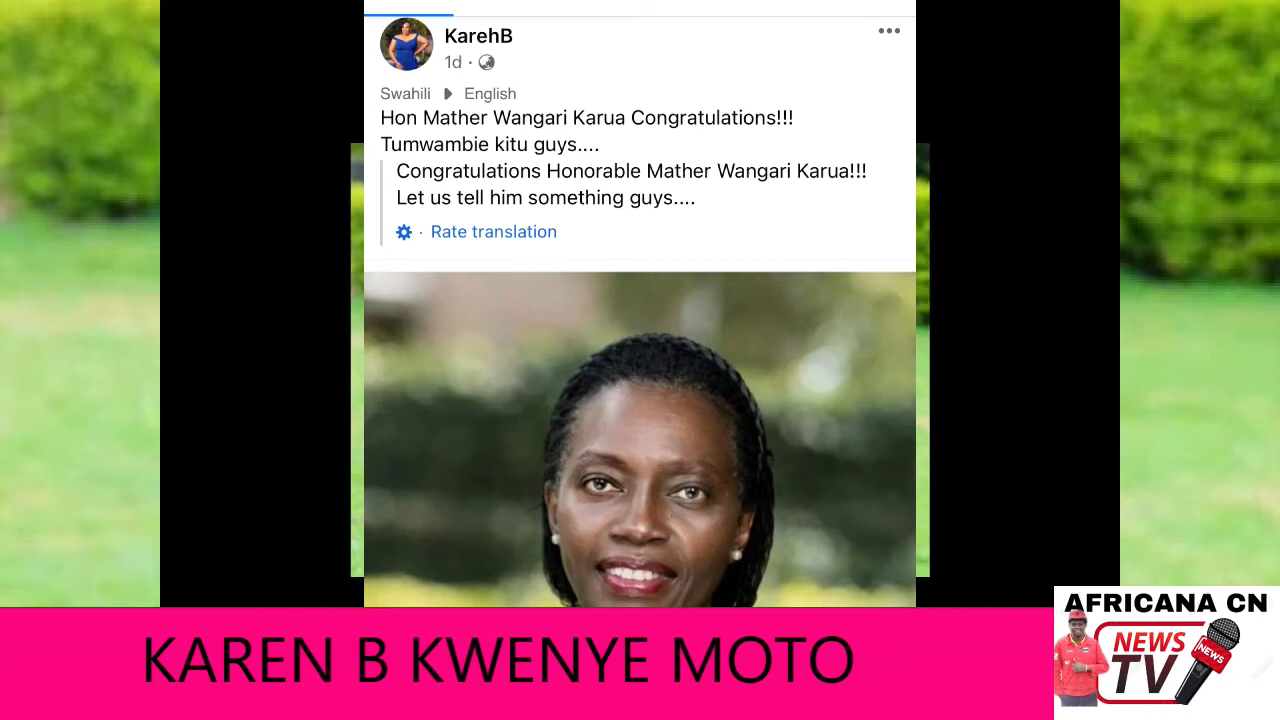 KarehB
1d ·
Swahili ▶ English
Hon Mather Wangari Karua Congratulations!!!
Tumwambie kitu guys....
Congratulations Honorable Mather Wangari Karua!!!
Let us tell him something guys....
· Rate translation
KAREN B KWENYE MOTO
AFRICANA CN
NEWS
TV
NEWS